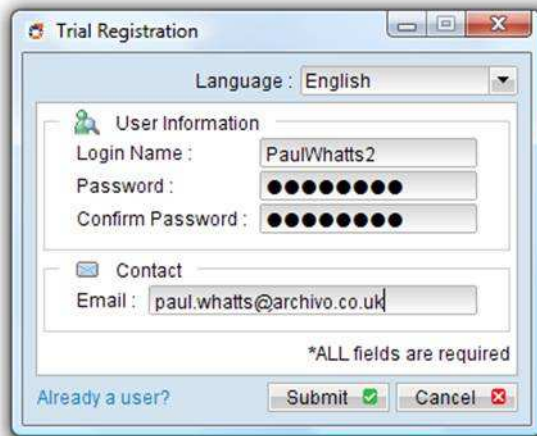 Trial Registration
Language : English
User Information
Login Name : PaulWhatts2
Password : ●●●●●●●●
Confirm Password : ●●●●●●●●
Contact
Email : paul.whatts@archivo.co.uk
*ALL fields are required
Already a user? Submit Cancel